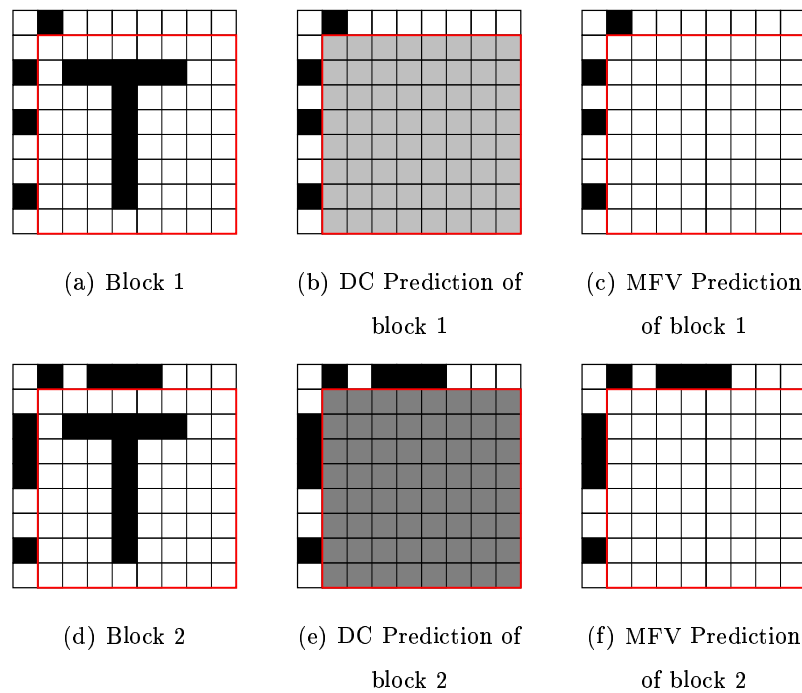 (a) Block 1
(b) DC Prediction of
block 1
(c) MFV Prediction
of block 1
(d) Block 2
(e) DC Prediction of
block 2
(f) MFV Prediction
of block 2